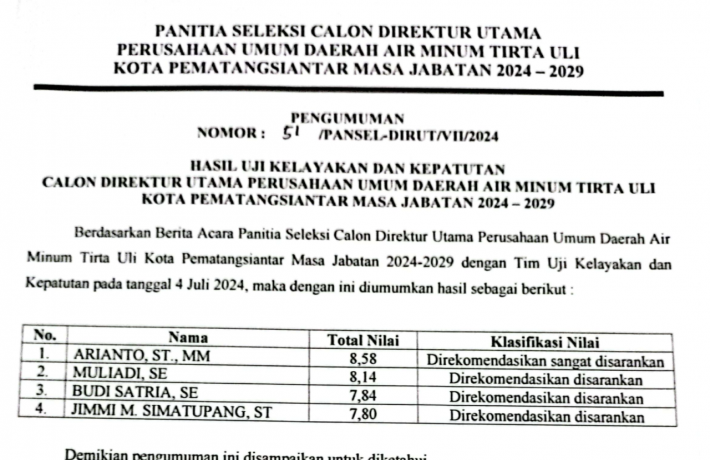 PANITIA SELEKSI CALON DIREKTUR UTAMA
PERUSAHAAN UMUM DAERAH AIR MINUM TIRTA ULI
KOTA PEMATANGSIANTAR MASA JABATAN 2024 – 2029
PENGUMUMAN
NOMOR : 51 /PANSEL-DIRUT/VII/2024
HASIL UJI KELAYAKAN DAN KEPATUTAN
CALON DIREKTUR UTAMA PERUSAHAAN UMUM DAERAH AIR MINUM TIRTA ULI
KOTA PEMATANGSIANTAR MASA JABATAN 2024 – 2029
Berdasarkan Berita Acara Panitia Seleksi Calon Direktur Utama Perusahaan Umum Daerah Air
Minum Tirta Uli Kota Pematangsiantar Masa Jabatan 2024-2029 dengan Tim Uji Kelayakan dan
Kepatutan pada tanggal 4 Juli 2024, maka dengan ini diumumkan hasil sebagai berikut :
No. Nama Total Nilai Klasifikasi Nilai
1. ARIANTO, ST., MM 8,58 Direkomendasikan sangat disarankan
2. MULIADI, SE 8,14 Direkomendasikan disarankan
3. BUDI SATRIA, SE 7,84 Direkomendasikan disarankan
4. JIMMI M. SIMATUPANG, ST 7,80 Direkomendasikan disarankan
Demikian pengumuman ini disampaikan untuk diketahui